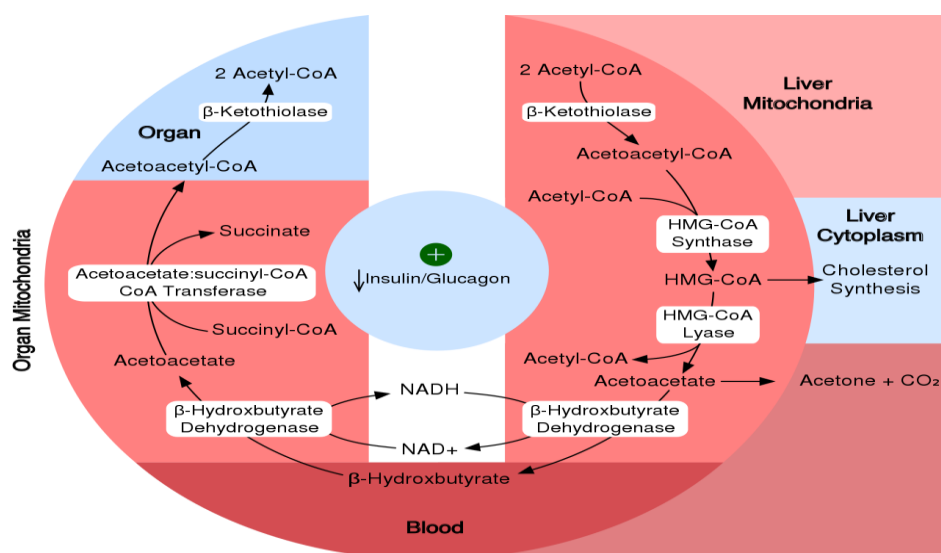 2 Acetyl-CoA
β-Ketothiolase
Organ
Acetoacetyl-CoA
Succinate
Acetoacetate:succinyl-CoA
CoA Transferase
Succinyl-CoA
Acetoacetate
β-Hydroxbutyrate
Dehydrogenase
Organ Mitochondria
+
↓Insulin/Glucagon
NADH
NAD+
2 Acetyl-CoA
β-Ketothiolase
Acetoacetyl-CoA
Acetyl-CoA
HMG-CoA
Synthase
HMG-CoA
HMG-CoA
Lyase
Acetyl-CoA
Acetoacetate
β-Hydroxbutyrate
Dehydrogenase
Liver
Mitochondria
Liver
Cytoplasm
Cholesterol
Synthesis
Acetone + CO₂
β-Hydroxbutyrate
Blood